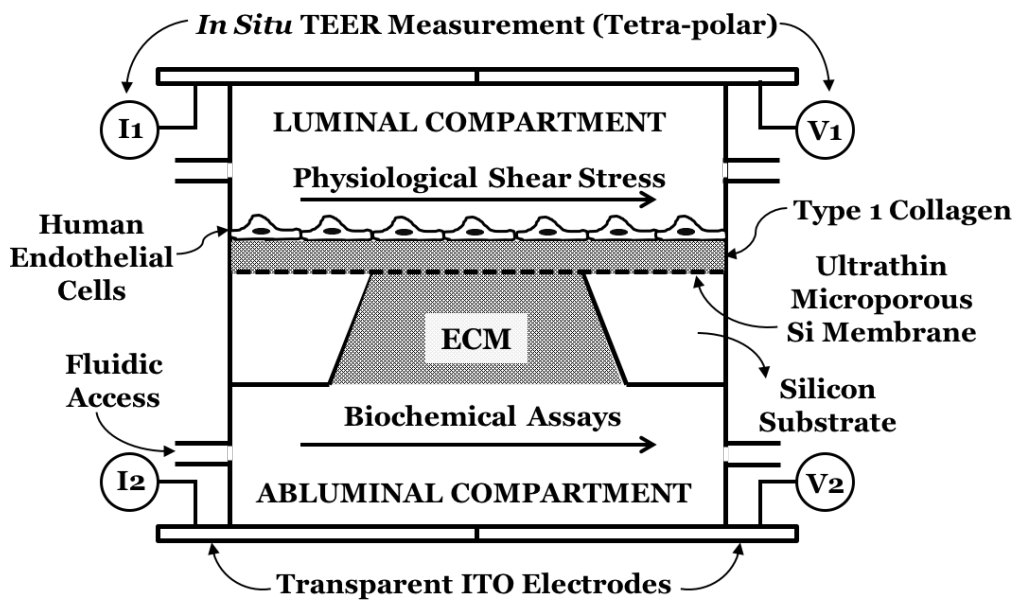 In Situ TEER Measurement (Tetra-polar)
I1
V1
LUMINAL COMPARTMENT
Physiological Shear Stress
Human
Endothelial
Cells
Type 1 Collagen
Ultrathin
Microporous
Si Membrane
ECM
Fluidic
Access
Silicon
Substrate
Biochemical Assays
I2
V2
ABLUMINAL COMPARTMENT
Transparent ITO Electrodes